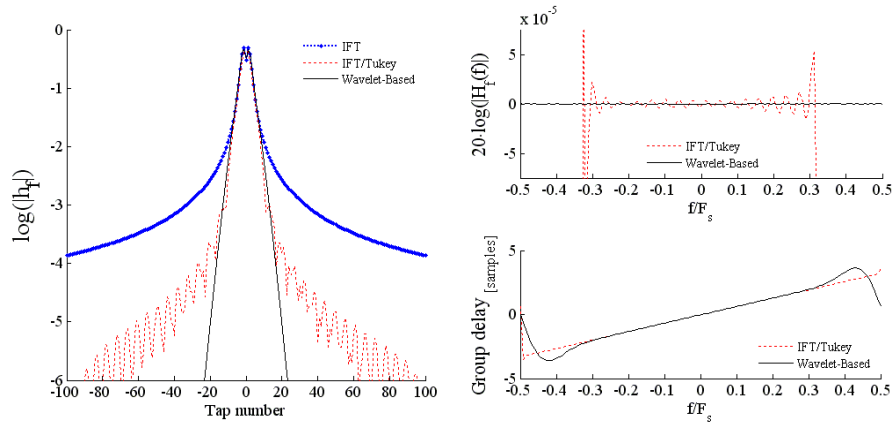 log(|h_f|)
0
-1
-2
-3
-4
-5
-6
-100 -80 -60 -40 -20 0 20 40 60 80 100
Tap number
IFT
IFT/Tukey
Wavelet-Based
x 10^-5
20·log(|H_f(f)|
5
0
-5
IFT/Tukey
Wavelet-Based
-0.5 -0.4 -0.3 -0.2 -0.1 0 0.1 0.2 0.3 0.4 0.5
f/F_s
Group delay [samples]
5
0
-5
IFT/Tukey
Wavelet-Based
-0.5 -0.4 -0.3 -0.2 -0.1 0 0.1 0.2 0.3 0.4 0.5
f/F_s